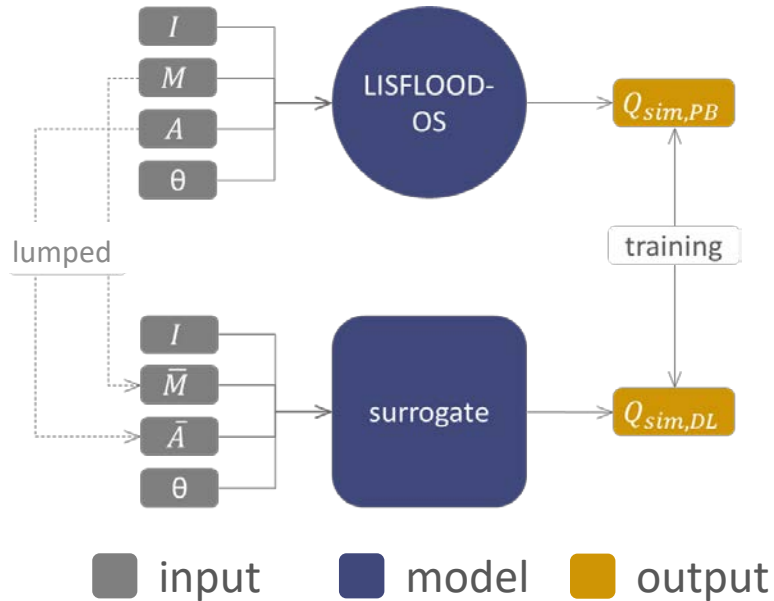 I
M
A
θ
LISFLOOD-
OS
Q_{sim,PB}
lumped
training
I
M̅
A̅
θ
surrogate
Q_{sim,DL}
input
model
output